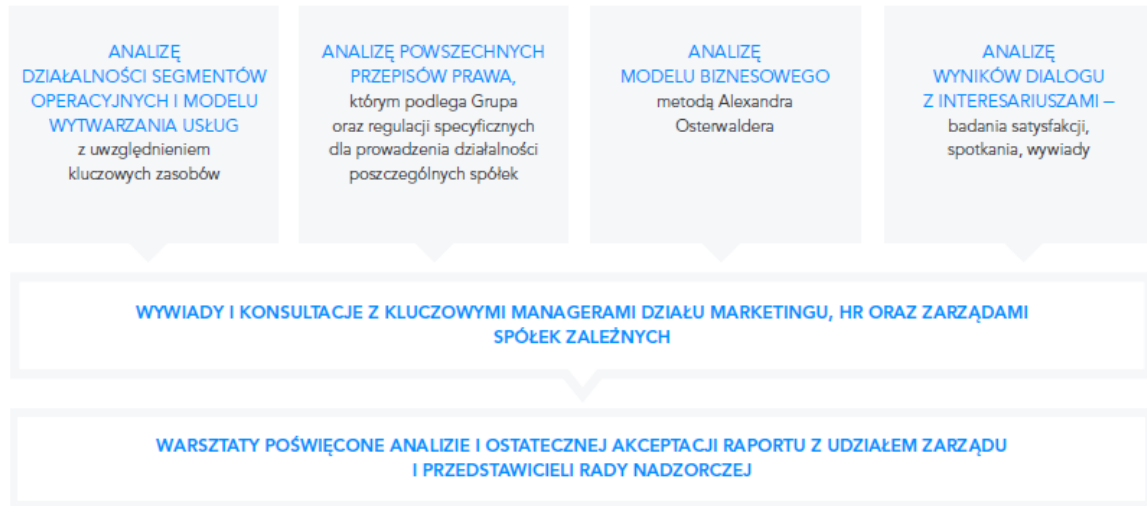 ANALIZĘ
DZIAŁALNOŚCI SEGMENTÓW
OPERACYJNYCH I MODELU
WYTWARZANIA USŁUG
z uwzględnieniem
kluczowych zasobów
ANALIZĘ POWSZECHNYCH
PRZEPISÓW PRAWA,
którym podlega Grupa
oraz regulacji specyficznych
dla prowadzenia działalności
poszczególnych spółek
ANALIZĘ
MODELU BIZNESOWEGO
metodą Alexandra
Osterwaldera
ANALIZĘ
WYNIKÓW DIALOGU
Z INTERESARIUSZAMI –
badania satysfakcji,
spotkania, wywiady
WYWIADY I KONSULTACJE Z KLUCZOWYMI MANAGERAMI DZIAŁU MARKETINGU, HR ORAZ ZARZĄDAMI
SPÓŁEK ZALEŻNYCH
WARSZTATY POŚWIĘCONE ANALIZIE I OSTATECZNEJ AKCEPTACJI RAPORTU Z UDZIAŁEM ZARZĄDU
I PRZEDSTAWICIELI RADY NADZORCZEJ